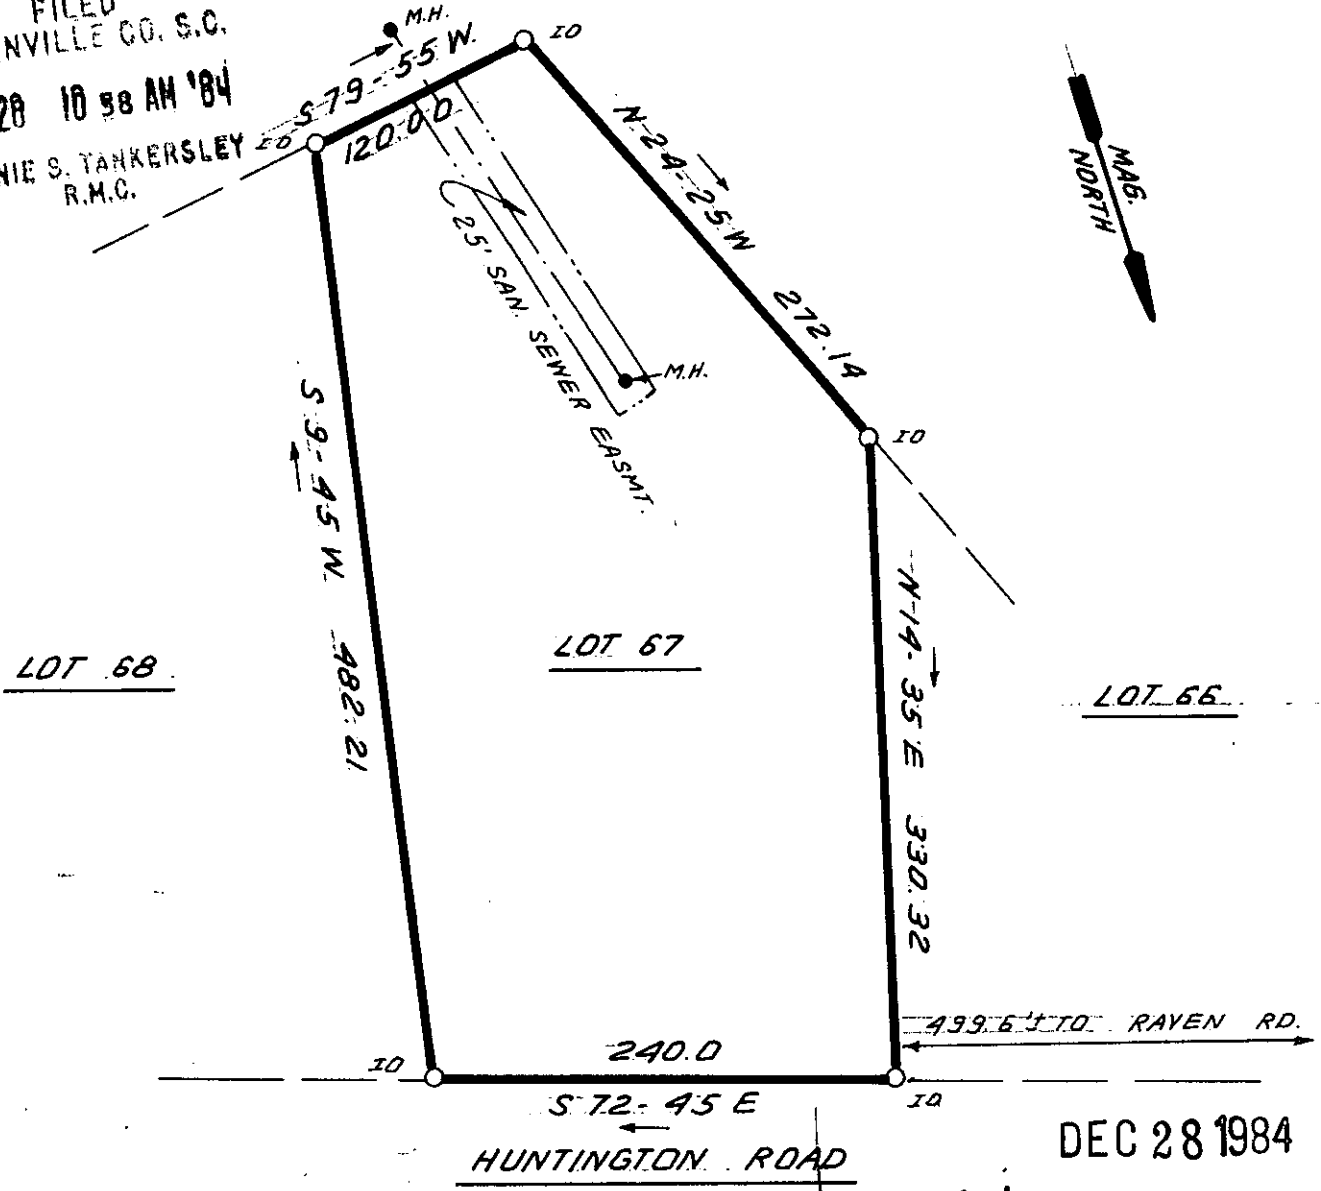 FILED
NVILLE CO. S.C.
28 10 58 AM '84
NIE S. TANKERSLEY
R.M.C.
M.H.
IO
S 79-55 W.
IO
120.00
N-24-25 W
272.14
MAG.
NORTH
25' SAN. SEWER EASMT.
M.H.
IO
S 9-45 W.
482.21
N-14-35 E
330.32
LOT 68
LOT 67
LOT 66
499.6'± TO RAVEN RD.
240.0
IO
S 72-45 E
IO
HUNTINGTON ROAD
DEC 28 1984